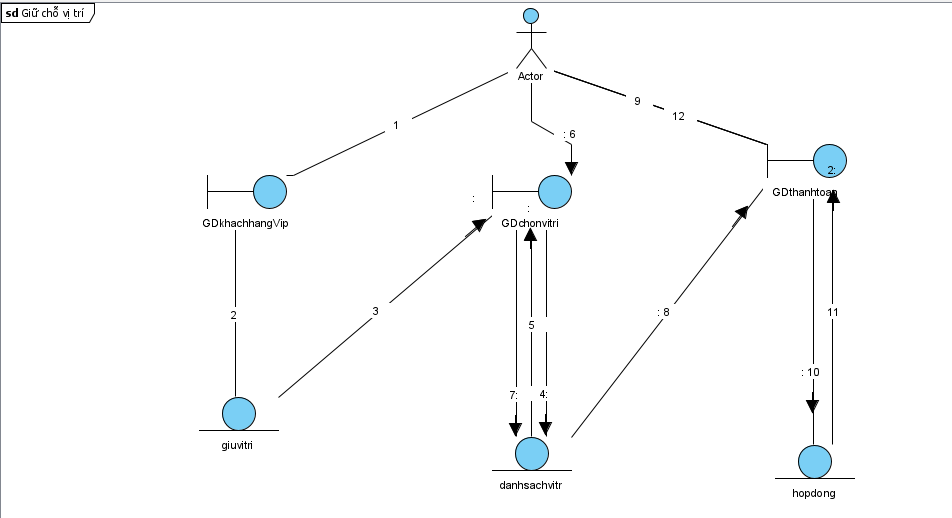 sd Giữ chỗ vị trí
Actor
1
: 6
9
12
2:
GDkhachhangVip
:
:
GDchonvitri
GDthanhtoan
2
3
5
: 8
11
7:
4:
: 10
giuvitri
danhsachvitr
hopdong